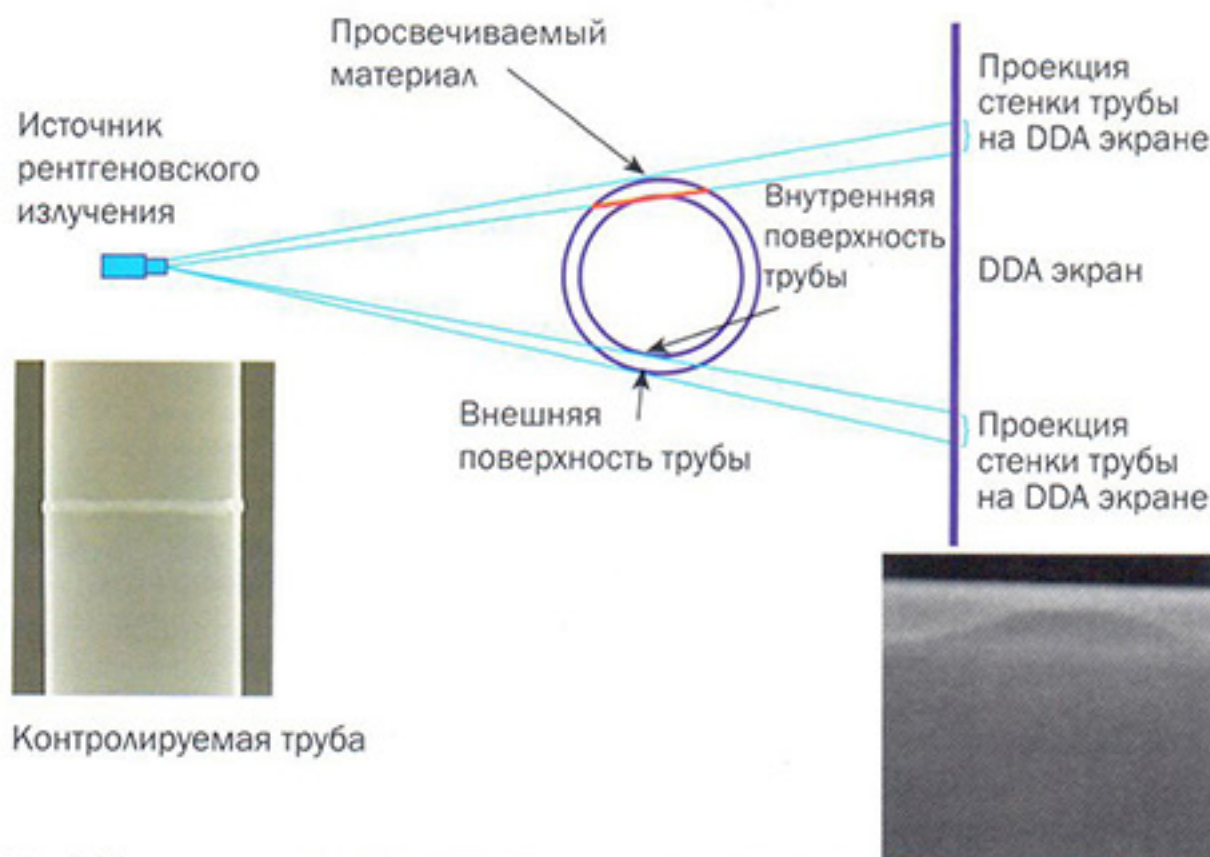 Просвечиваемый
материал
Проекция
стенки трубы
на DDA экране
Источник
рентгеновского
излучения
Внутренняя
поверхность
трубы
DDA экран
Внешняя
поверхность трубы
Проекция
стенки трубы
на DDA экране
Контролируемая труба